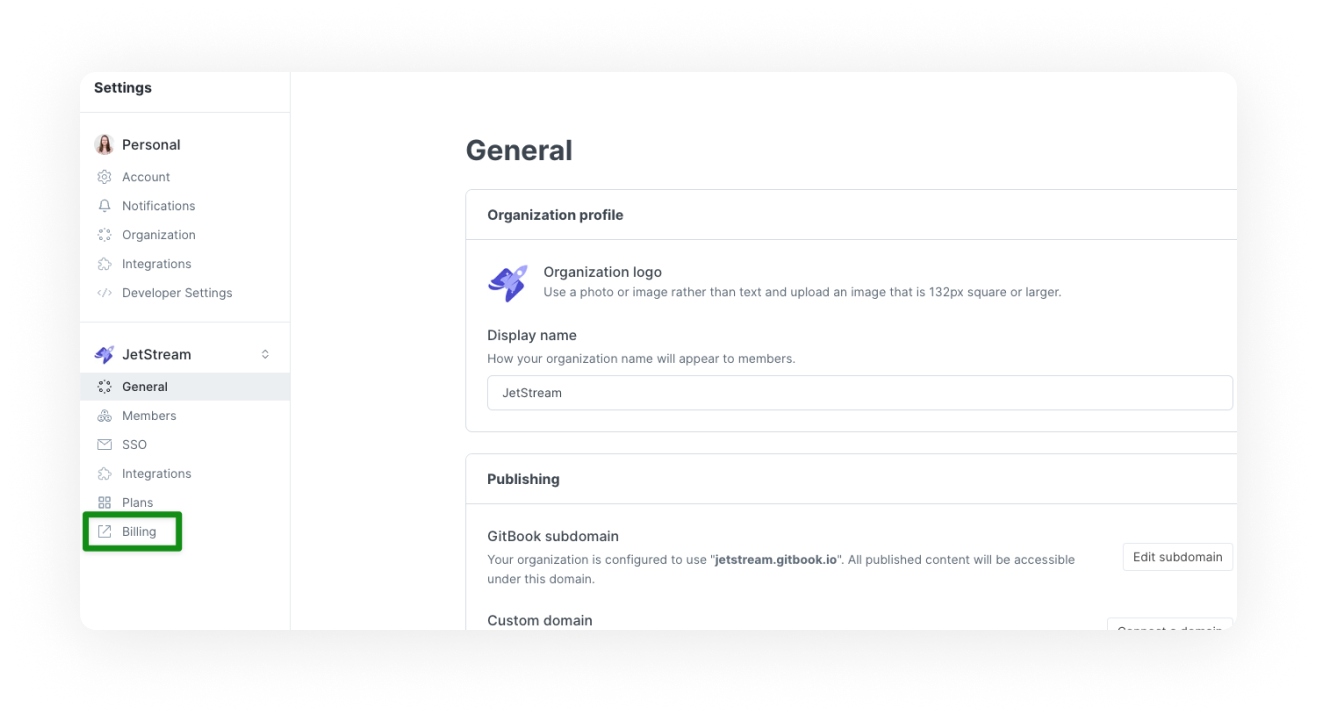 Settings
Personal
Account
Notifications
Organization
Integrations
Developer Settings
JetStream
General
Members
SSO
Integrations
Plans
Billing
General
Organization profile
Organization logo
Use a photo or image rather than text and upload an image that is 132px square or larger.
Display name
How your organization name will appear to members.
JetStream
Publishing
GitBook subdomain
Your organization is configured to use "jetstream.gitbook.io". All published content will be accessible
under this domain.
Edit subdomain
Custom domain
Connect a domain